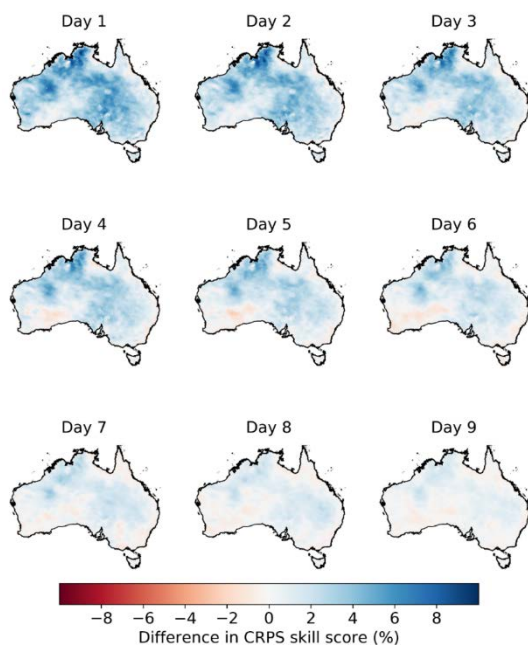 Day 1
Day 2
Day 3
Day 4
Day 5
Day 6
Day 7
Day 8
Day 9
−8 −6 −4 −2 0 2 4 6 8
Difference in CRPS skill score (%)